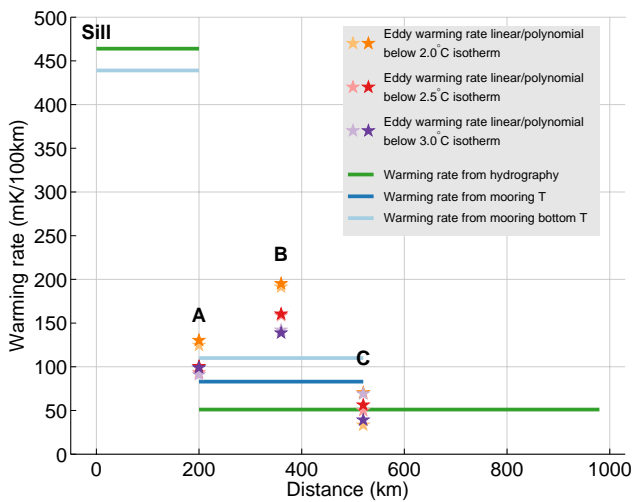 500
450
400
350
300
250
200
150
100
50
0
Warming rate (mK/100km)
Sill
A
B
C
Eddy warming rate linear/polynomial
below 2.0°C isotherm
Eddy warming rate linear/polynomial
below 2.5°C isotherm
Eddy warming rate linear/polynomial
below 3.0°C isotherm
Warming rate from hydrography
Warming rate from mooring T
Warming rate from mooring bottom T
0 200 400 600 800 1000
Distance (km)